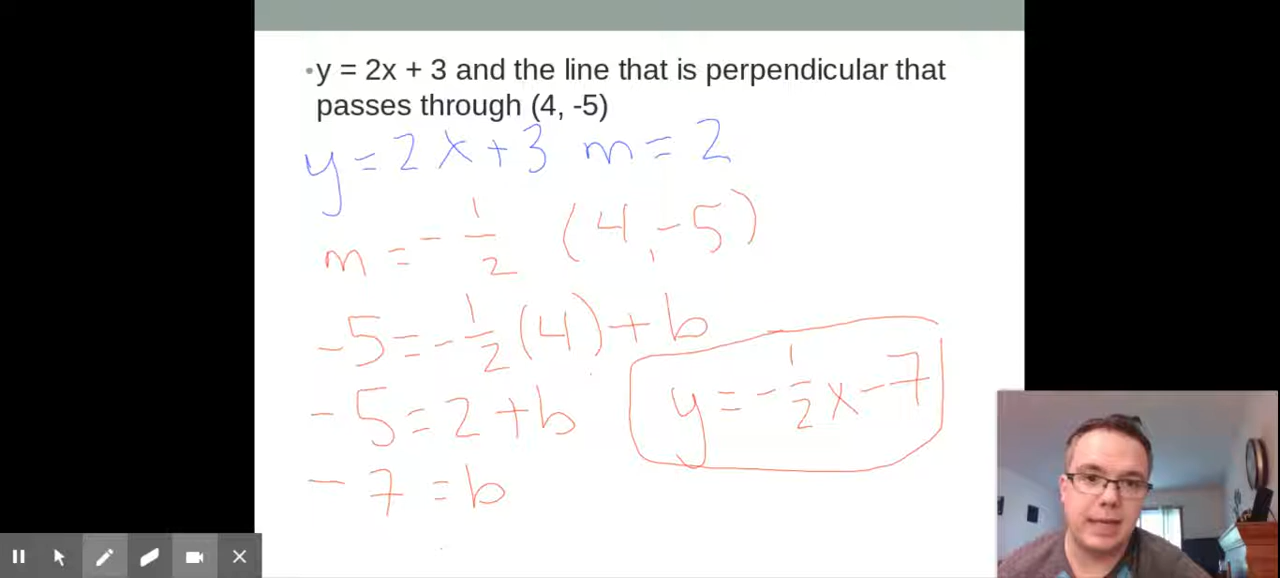 •y = 2x + 3 and the line that is perpendicular that
passes through (4, -5)
y = 2x + 3 m = 2
m = - 1/2 (4, -5)
-5 = - 1/2 (4) + b
-5 = 2 + b
y = - 1/2 x - 7
-7 = b